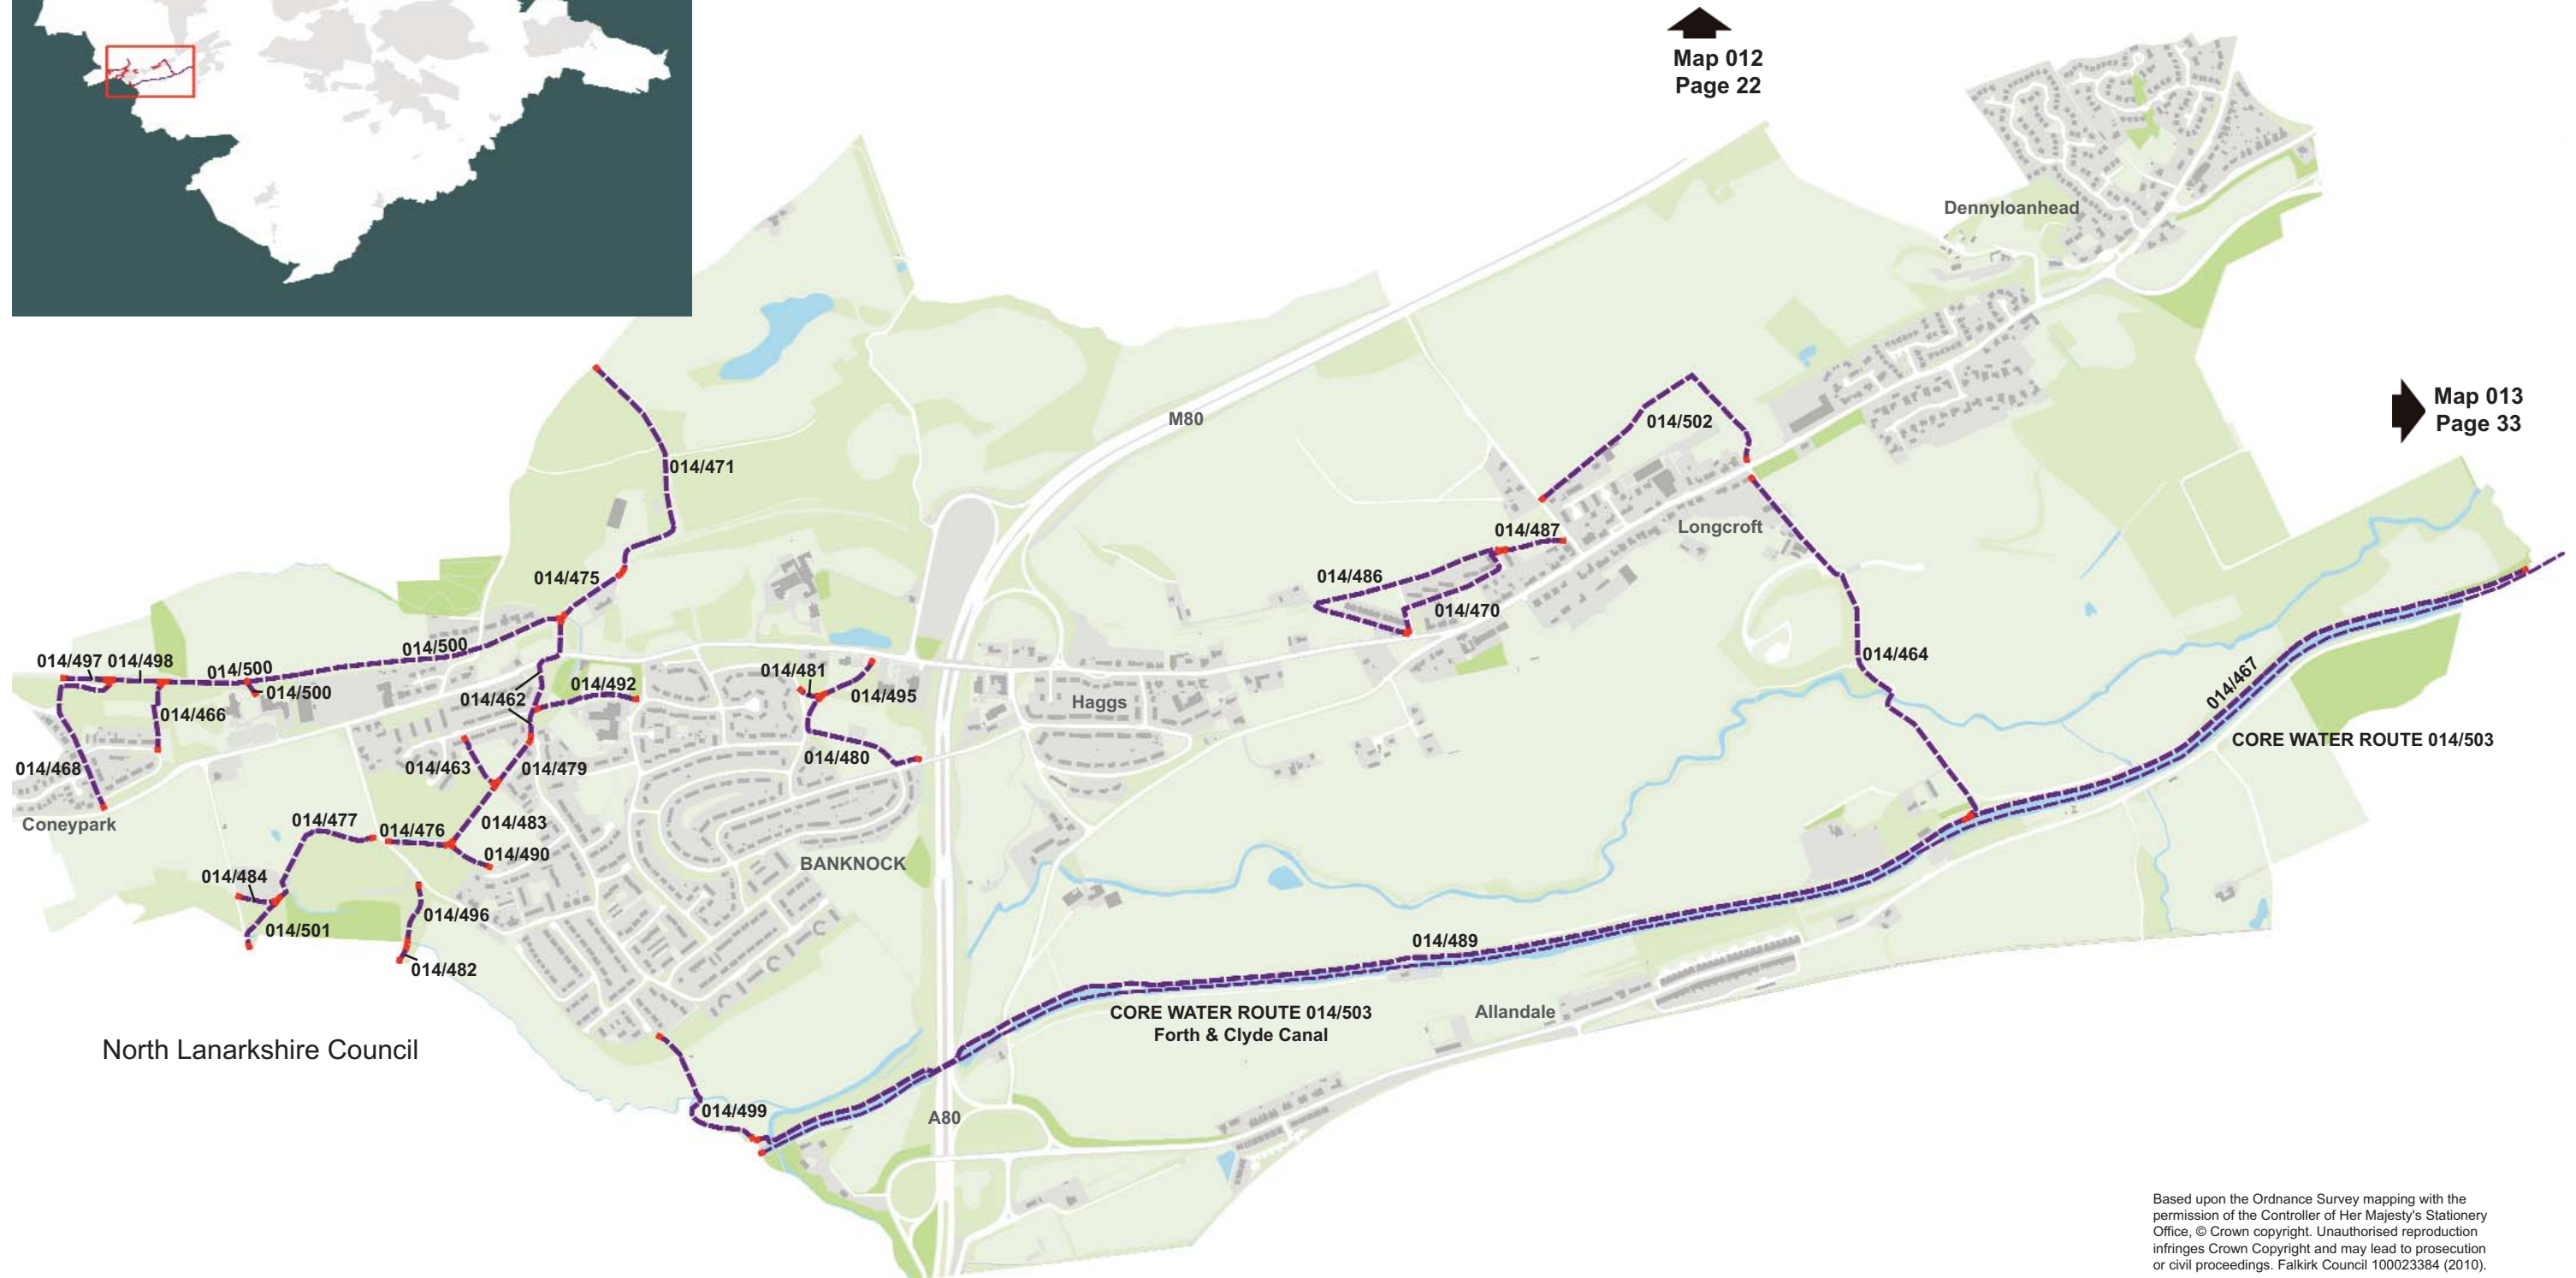 Map 012
Page 22
Dennyloanhead
Map 013
Page 33
M80
014/502
014/471
014/487
Longcroft
014/475
014/486
014/470
014/500
014/464
014/497
014/498
014/500
014/500
014/481
014/495
014/467
014/492
014/462
014/466
Haggs
CORE WATER ROUTE 014/503
014/468
014/463
014/479
014/480
Coneypark
014/477
014/476
014/483
014/490
BANKNOCK
014/484
014/496
014/501
014/489
014/482
CORE WATER ROUTE 014/503
Forth & Clyde Canal
Allandale
North Lanarkshire Council
014/499
A80
Based upon the Ordnance Survey mapping with the
permission of the Controller of Her Majesty's Stationery
Office, © Crown copyright. Unauthorised reproduction
infringes Crown Copyright and may lead to prosecution
or civil proceedings. Falkirk Council 100023384 (2010).